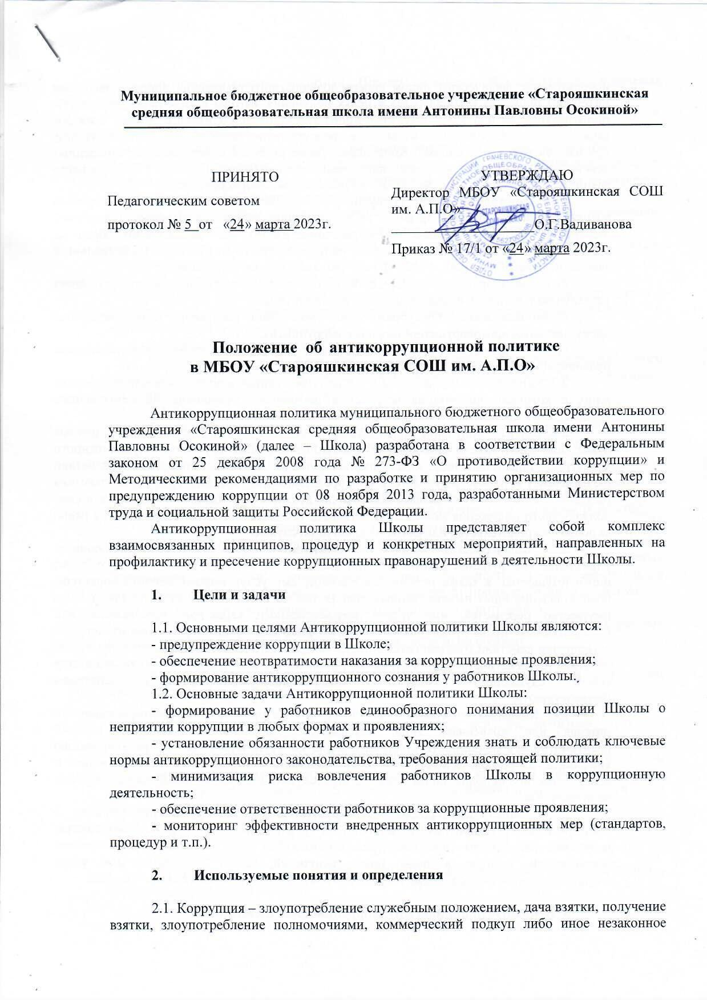 Муниципальное бюджетное общеобразовательное учреждение «Старояшкинская
средняя общеобразовательная школа имени Антонины Павловны Осокиной»
ПРИНЯТО
Педагогическим советом
протокол № 5 от «24» марта 2023г.
УТВЕРЖДАЮ
Директор МБОУ «Старояшкинская СОШ
им. А.П.О»
____________________О.Г.Вадиванова
Приказ № 17/1 от «24» марта 2023г.
Положение об антикоррупционной политике
в МБОУ «Старояшкинская СОШ им. А.П.О»
Антикоррупционная политика муниципального бюджетного общеобразовательного
учреждения «Старояшкинская средняя общеобразовательная школа имени Антонины
Павловны Осокиной» (далее – Школа) разработана в соответствии с Федеральным
законом от 25 декабря 2008 года № 273-ФЗ «О противодействии коррупции» и
Методическими рекомендациями по разработке и принятию организационных мер по
предупреждению коррупции от 08 ноября 2013 года, разработанными Министерством
труда и социальной защиты Российской Федерации.
Антикоррупционная политика Школы представляет собой комплекс
взаимосвязанных принципов, процедур и конкретных мероприятий, направленных на
профилактику и пресечение коррупционных правонарушений в деятельности Школы.
1. Цели и задачи
1.1. Основными целями Антикоррупционной политики Школы являются:
- предупреждение коррупции в Школе;
- обеспечение неотвратимости наказания за коррупционные проявления;
- формирование антикоррупционного сознания у работников Школы.
1.2. Основные задачи Антикоррупционной политики Школы:
- формирование у работников единообразного понимания позиции Школы о
неприятии коррупции в любых формах и проявлениях;
- установление обязанности работников Учреждения знать и соблюдать ключевые
нормы антикоррупционного законодательства, требования настоящей политики;
- минимизация риска вовлечения работников Школы в коррупционную
деятельность;
- обеспечение ответственности работников за коррупционные проявления;
- мониторинг эффективности внедренных антикоррупционных мер (стандартов,
процедур и т.п.).
2. Используемые понятия и определения
2.1. Коррупция – злоупотребление служебным положением, дача взятки, получение
взятки, злоупотребление полномочиями, коммерческий подкуп либо иное незаконное